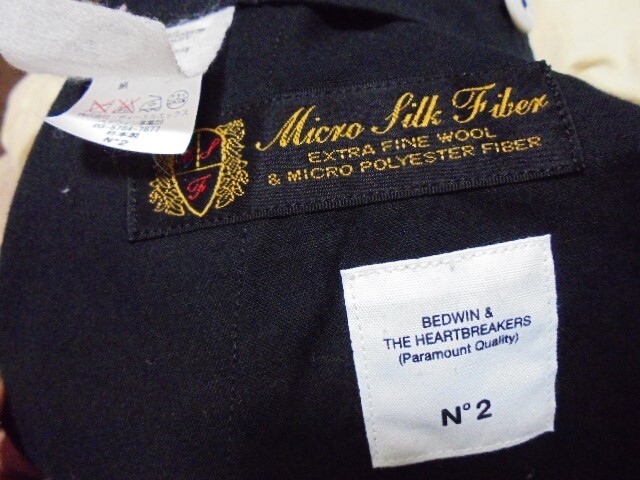 Micro Silk Fiber
EXTRA FINE WOOL
& MICRO POLYESTER FIBER
S
F
N°2
BEDWIN &
THE HEARTBREAKERS
(Paramount Quality)
N° 2